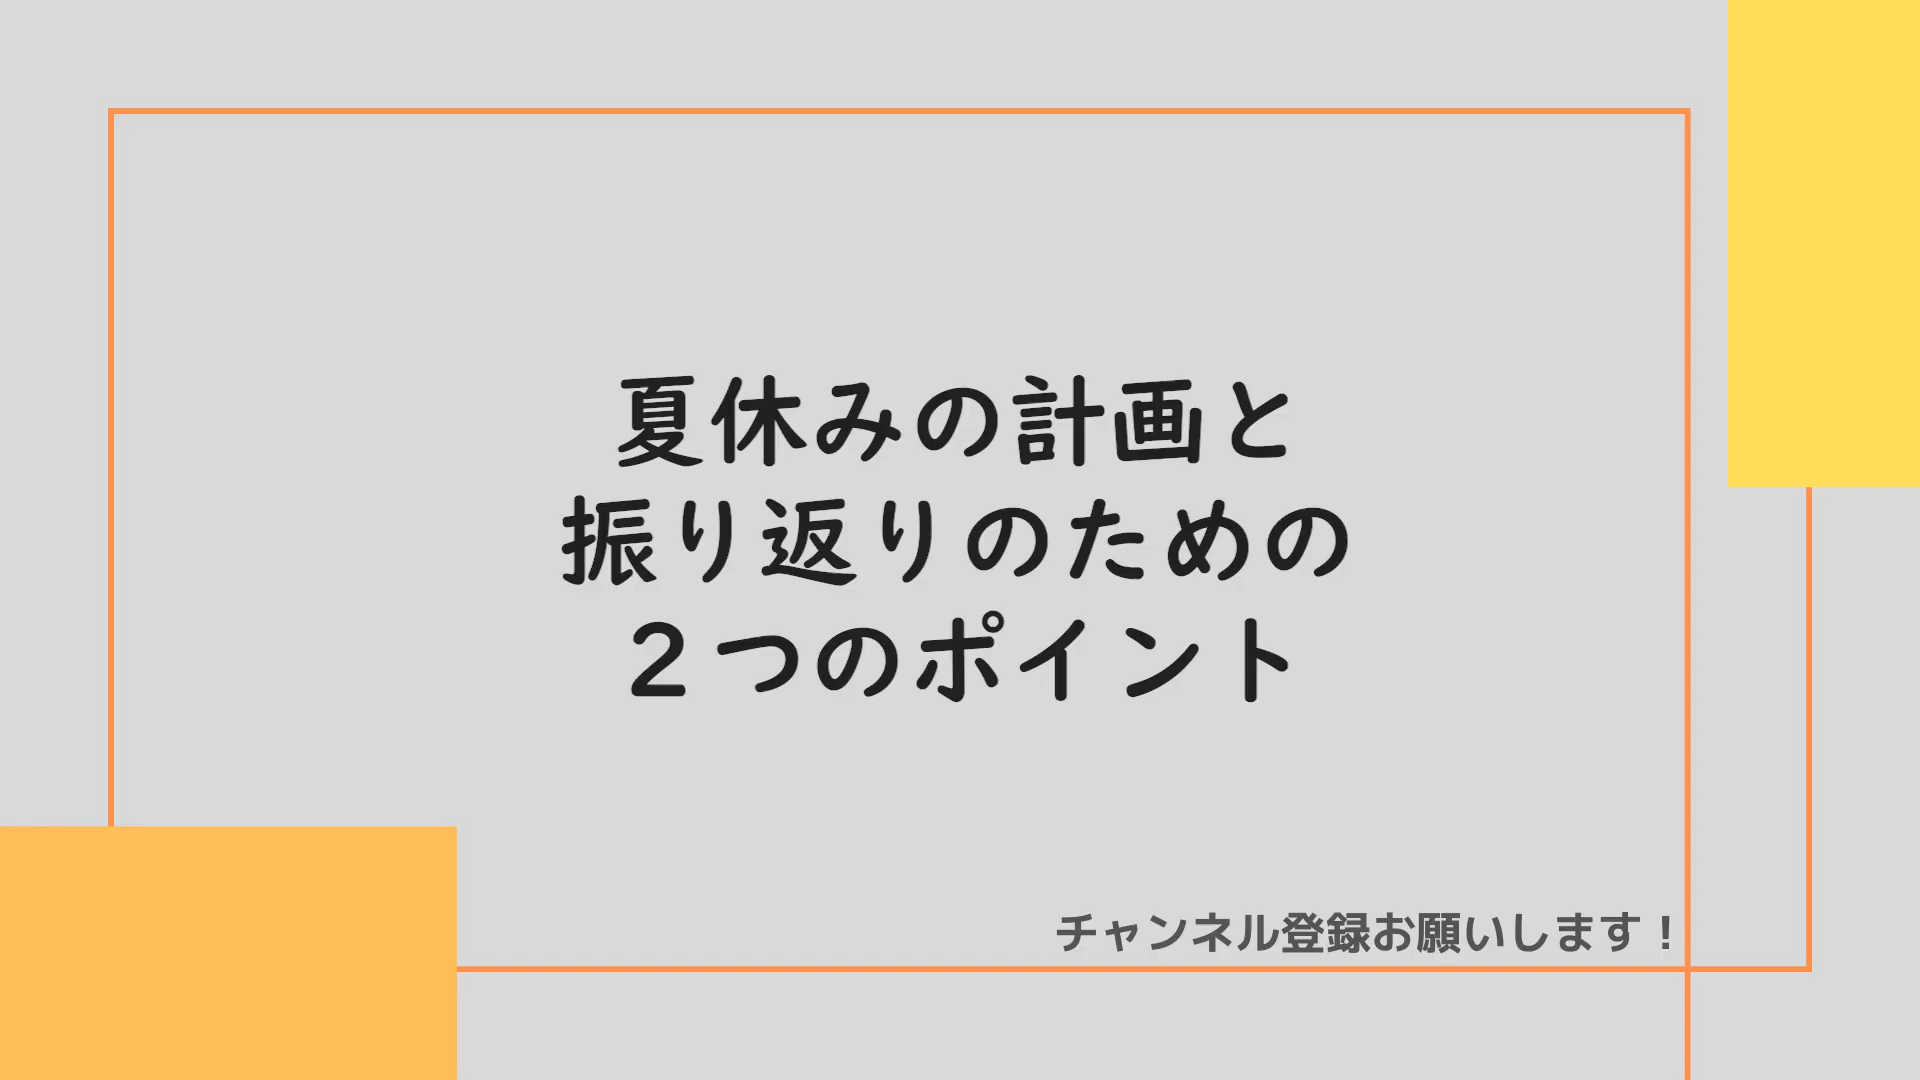 夏休みの計画と
振り返りのための
２つのポイント
チャンネル登録お願いします！